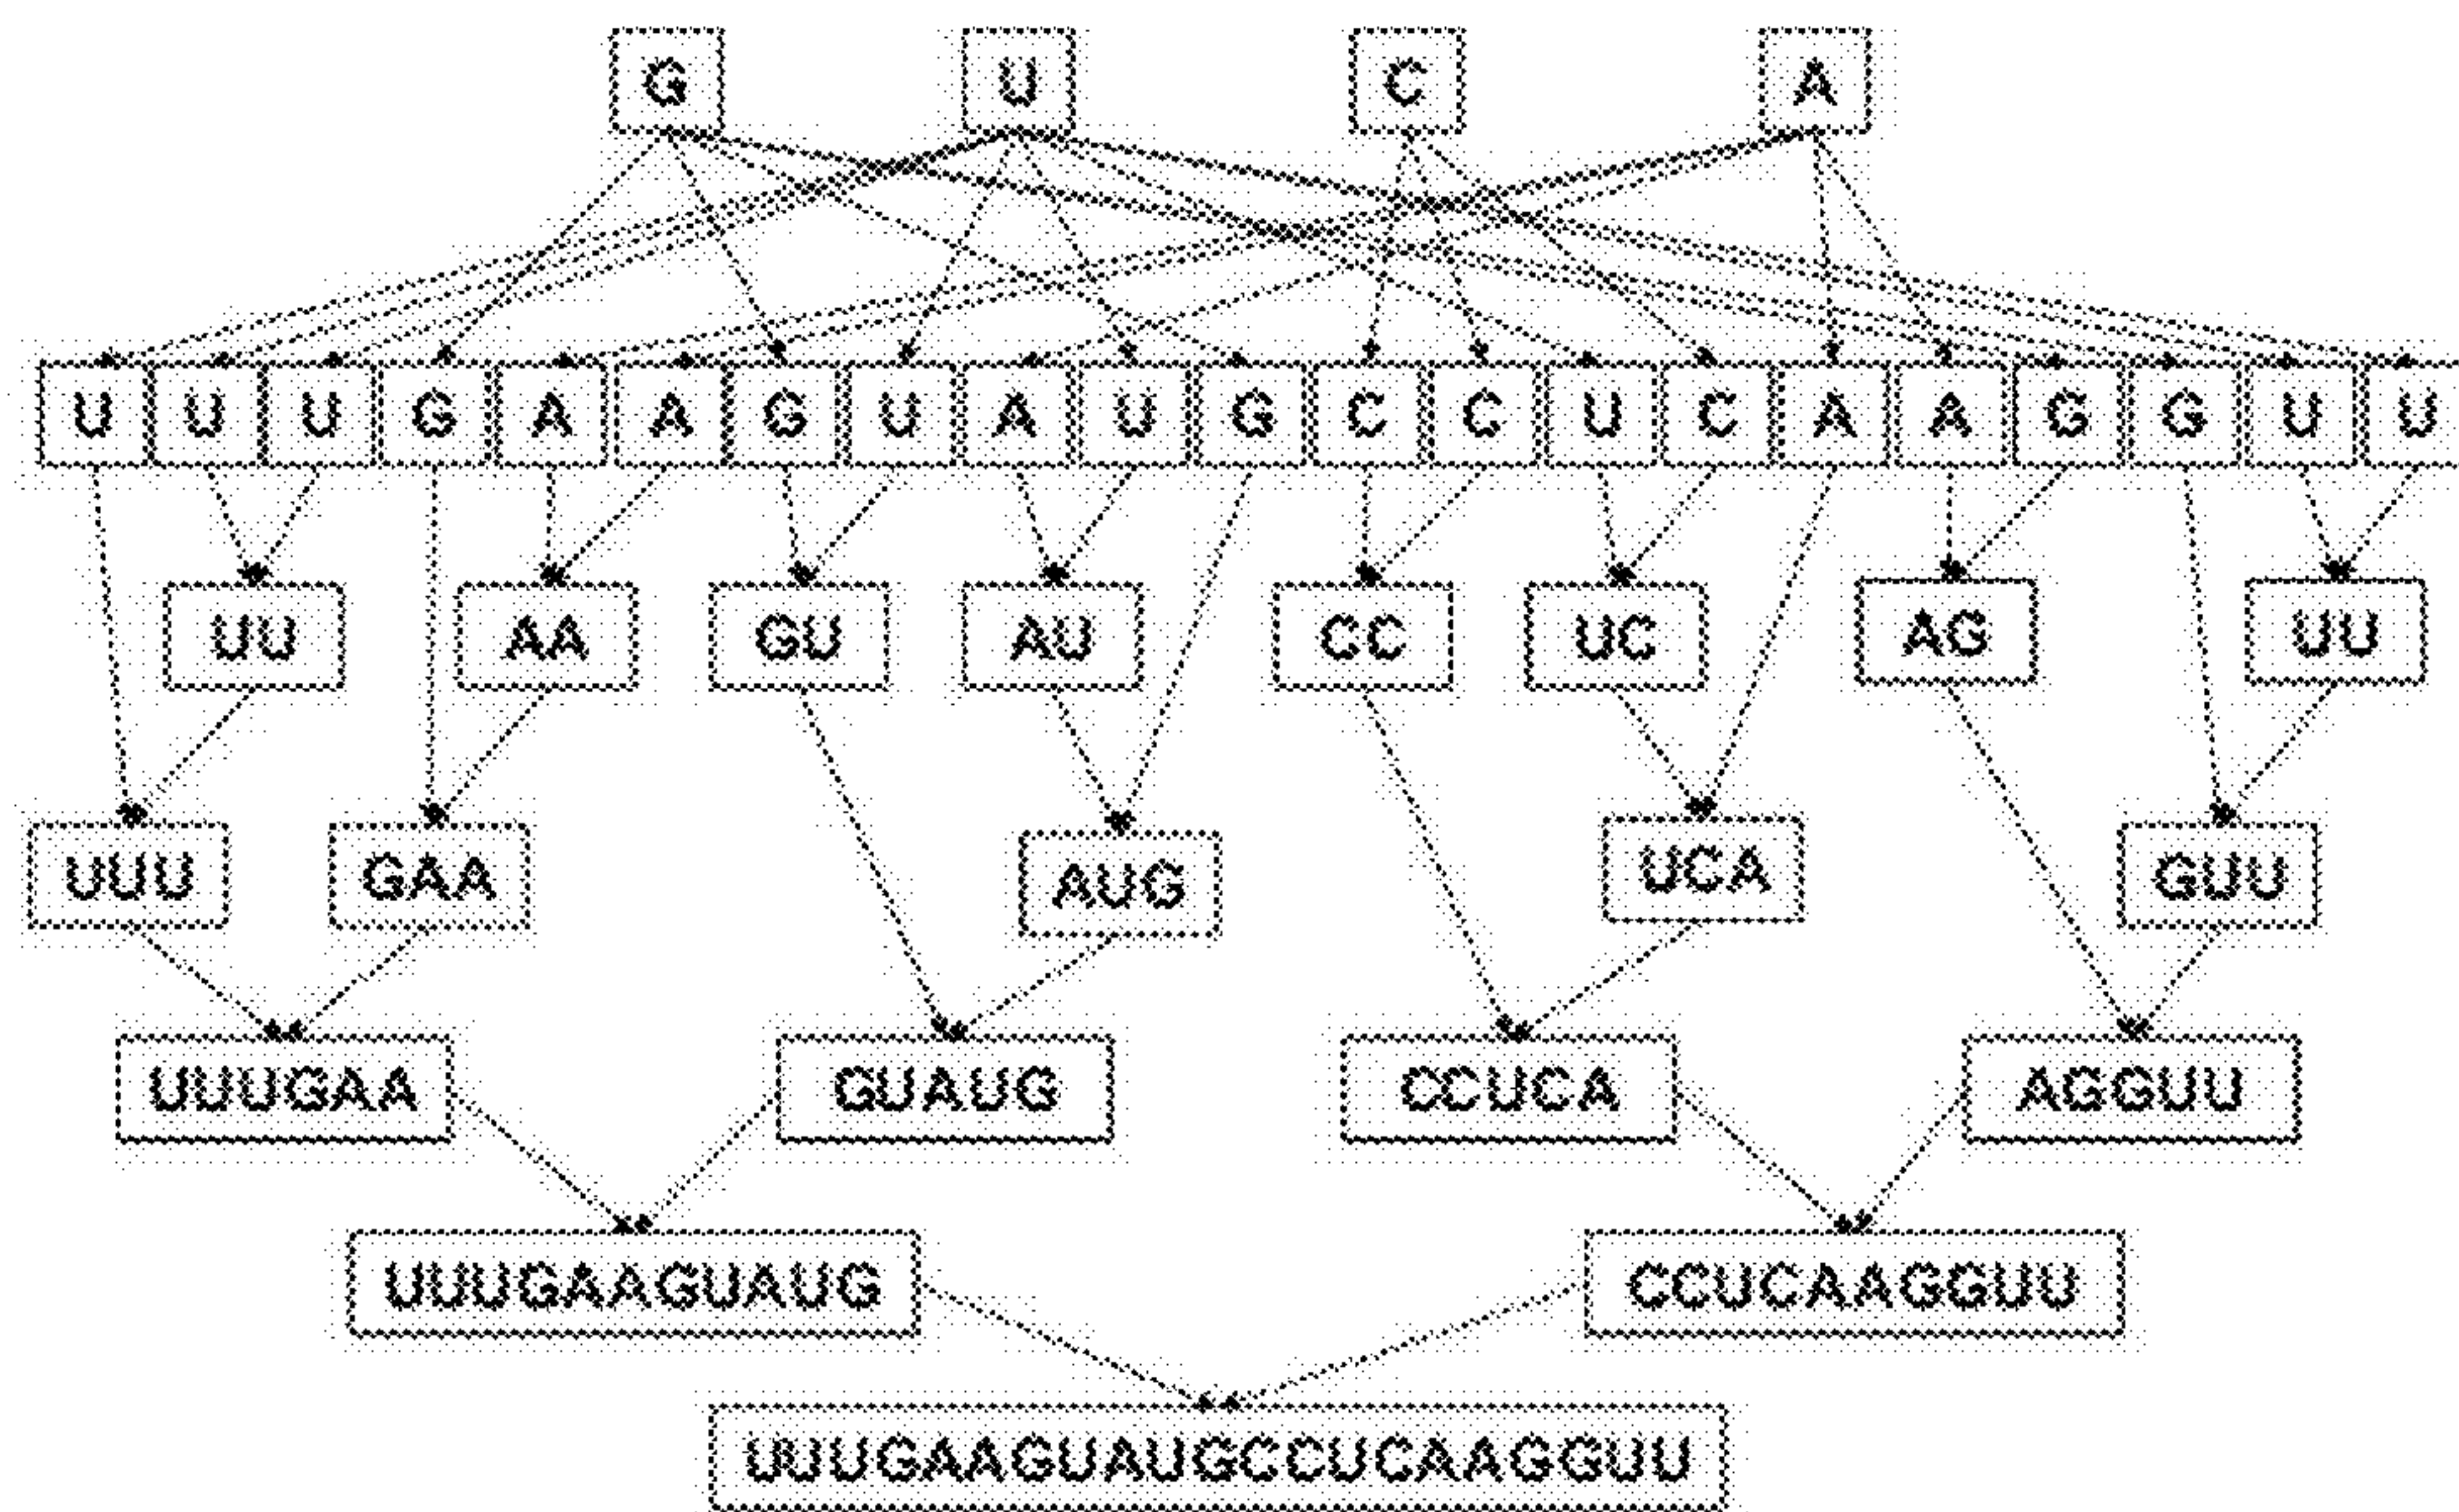 G U C A
U U U G A A G U A U G C C U C A A G G U U
UU AA GU AU CC UC AG UU
UUU GAA AUG UCA GUU
UUUGAA GUAUG CCUCA AGGUU
UUUGAAGUAUG CCUCAAGGUU
UUUGAAGUAUGCCUCAAGGUU